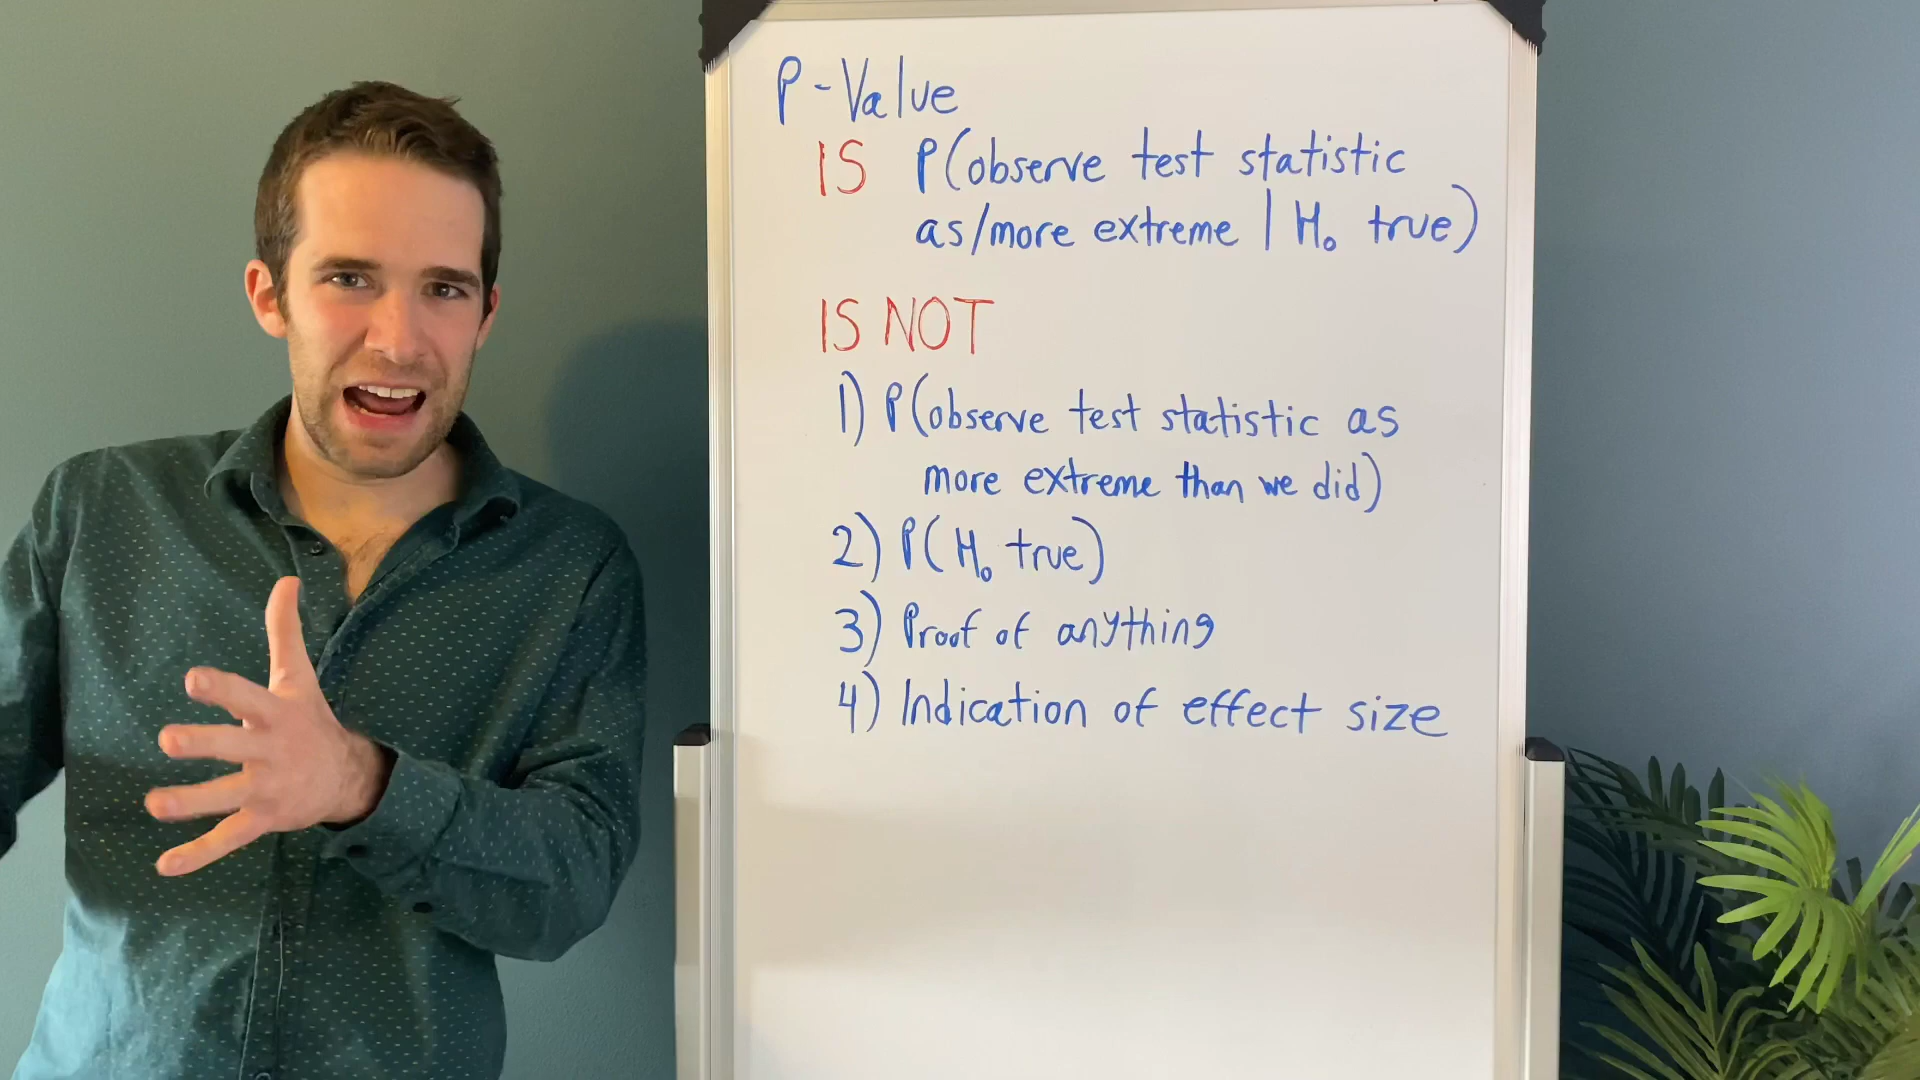 P-Value
IS P(observe test statistic
as/more extreme | H₀ true)
IS NOT
1) P(observe test statistic as
more extreme than we did)
2) P(H₀ true)
3) Proof of anything
4) Indication of effect size